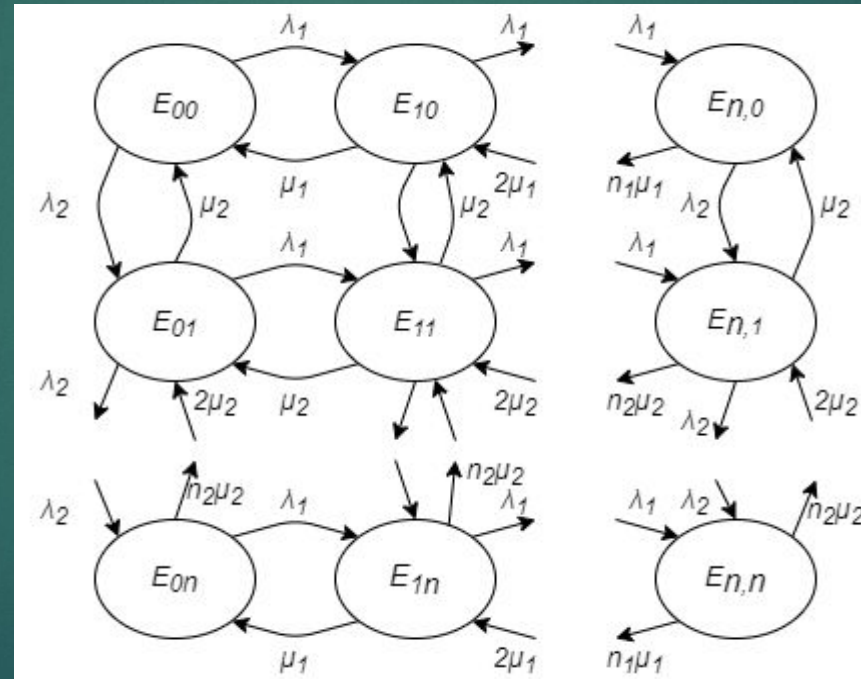 λ1 λ1 λ1
E00 E10 En,0
μ1 2μ1 n1μ1
λ2 μ2 μ2 λ2 μ2
λ1 λ1 λ1
E01 E11 En,1
λ2 2μ2 μ2 2μ2 n2μ2 λ2 2μ2
λ2 n2μ2 λ1 n2μ2 λ1 λ1 λ2 n2μ2
E0n E1n En,n
μ1 2μ1 n1μ1